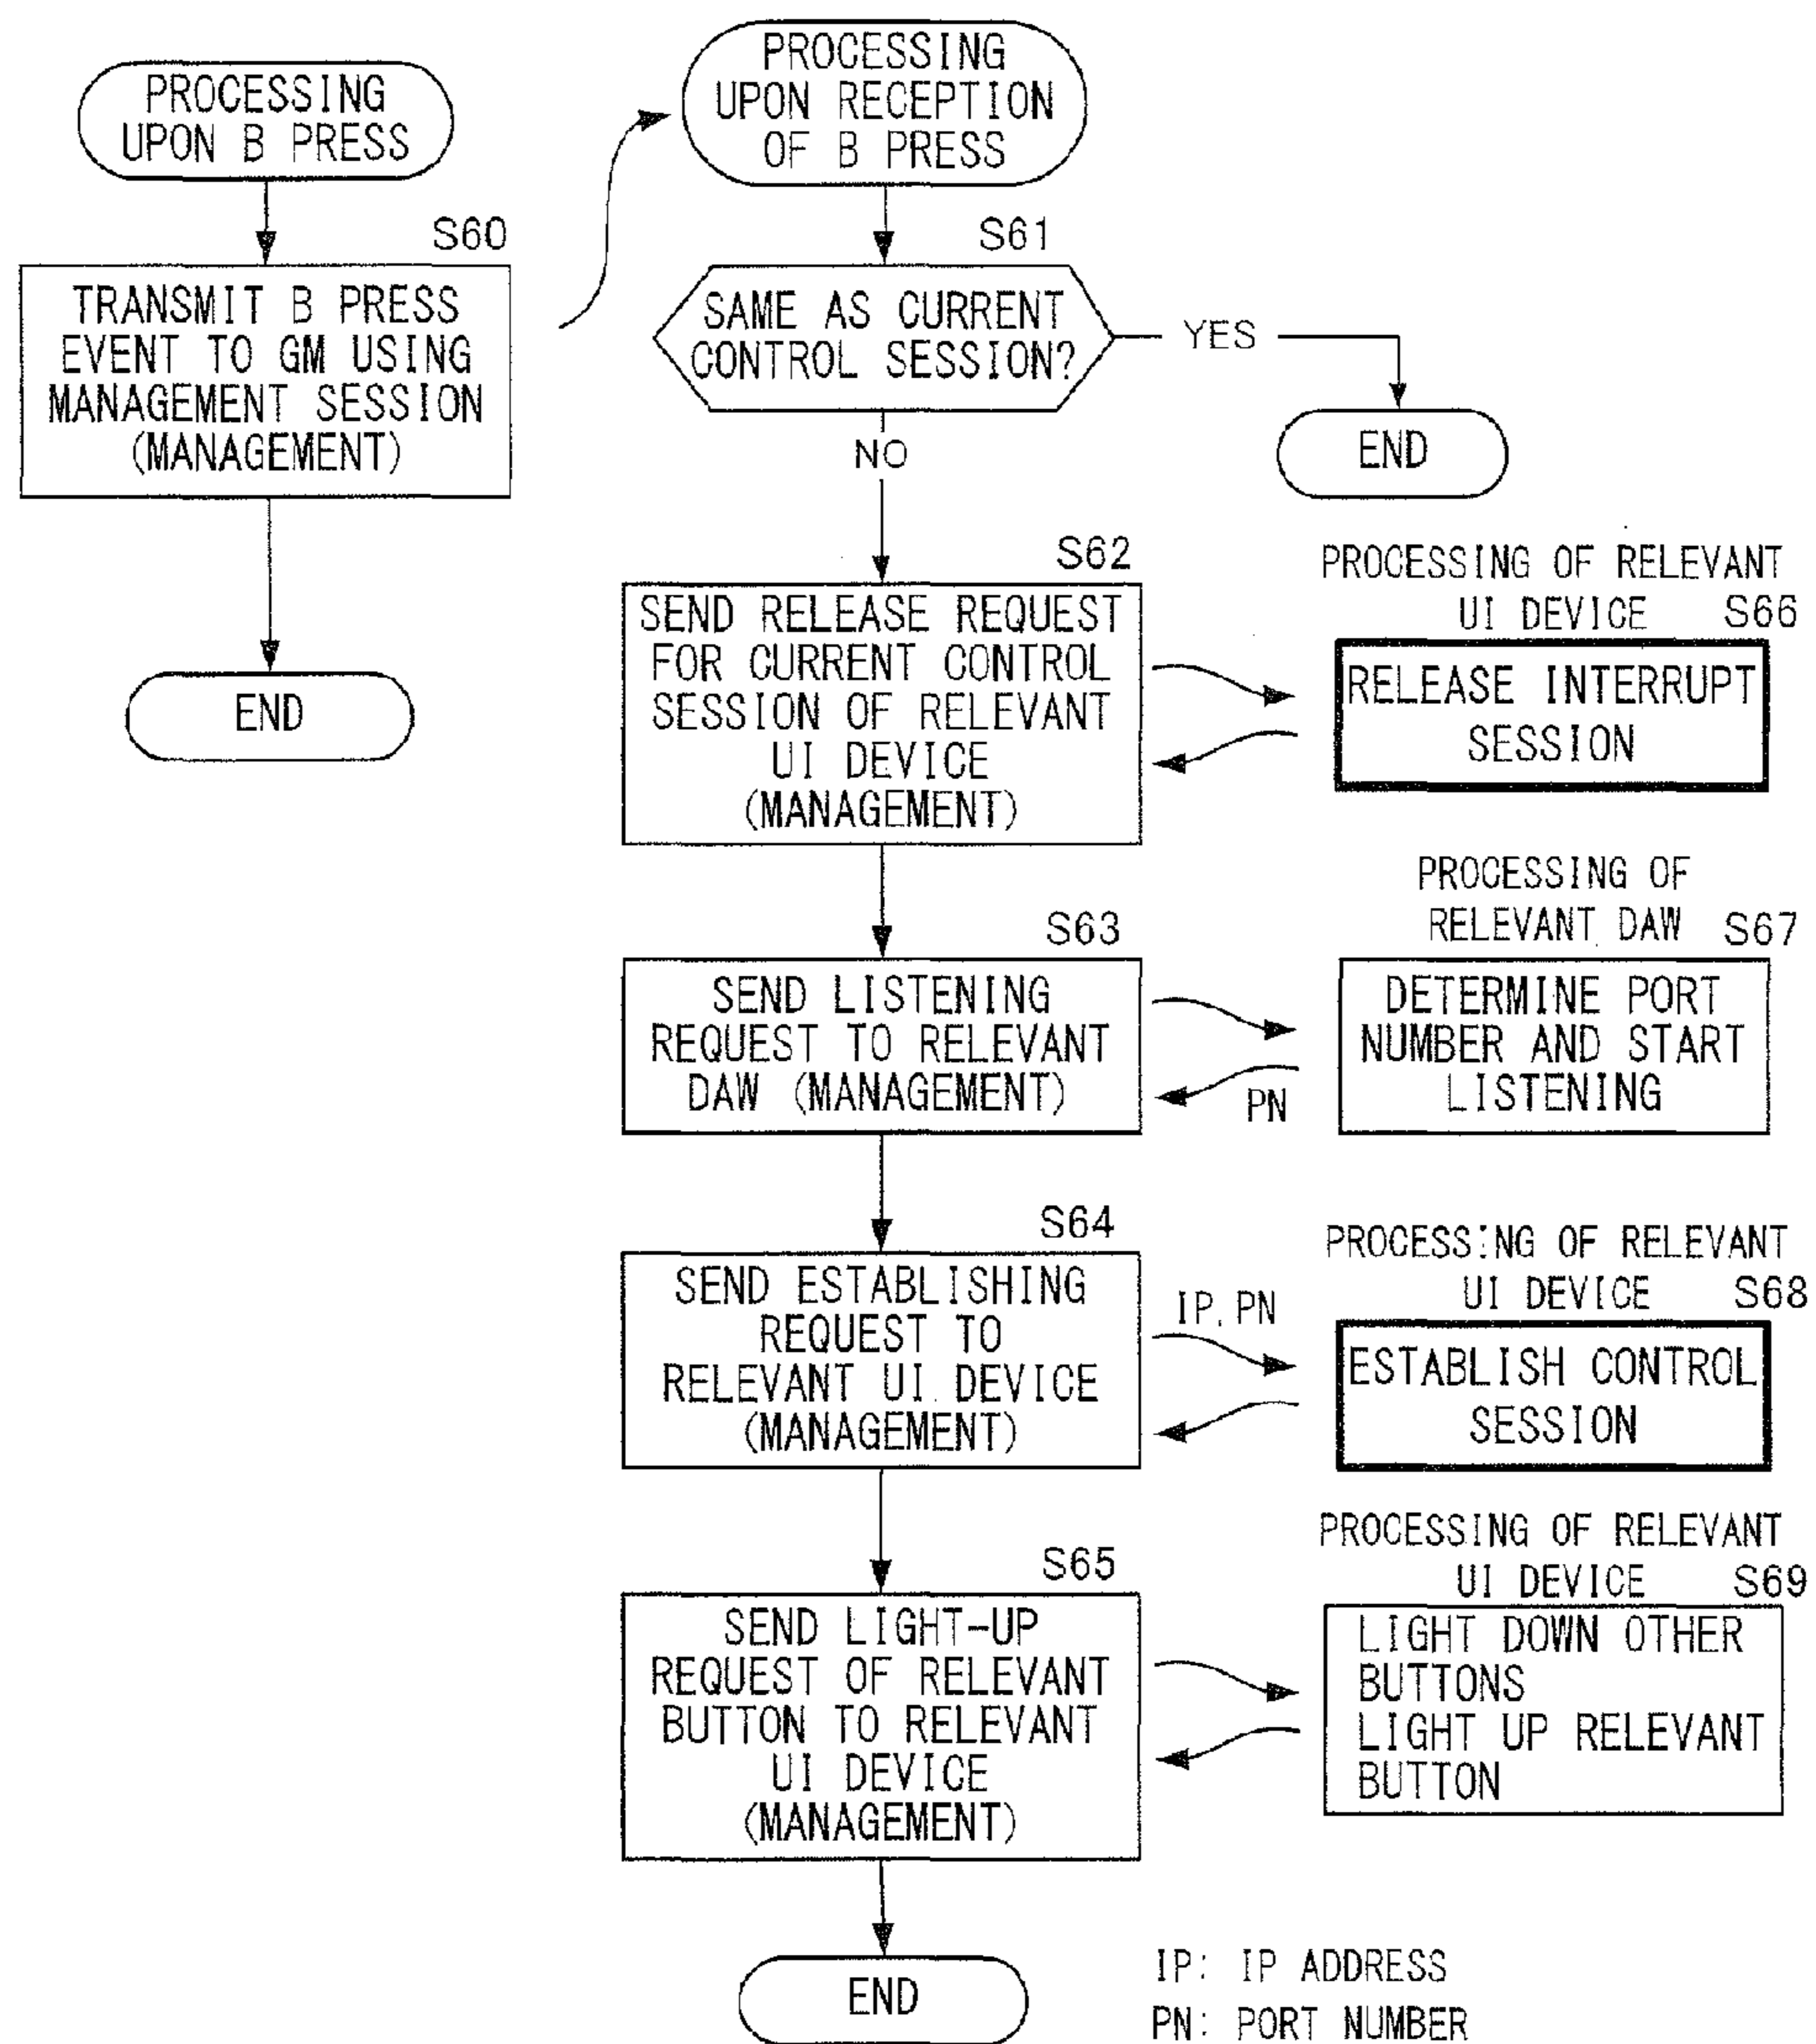 PROCESSING
UPON B PRESS
S60
TRANSMIT B PRESS
EVENT TO GM USING
MANAGEMENT SESSION
(MANAGEMENT)
END
PROCESSING
UPON RECEPTION
OF B PRESS
S61
SAME AS CURRENT
CONTROL SESSION?
YES
END
NO
S62
SEND RELEASE REQUEST
FOR CURRENT CONTROL
SESSION OF RELEVANT
UI DEVICE
(MANAGEMENT)
PROCESSING OF RELEVANT
UI DEVICE S66
RELEASE INTERRUPT
SESSION
S63
SEND LISTENING
REQUEST TO RELEVANT
DAW (MANAGEMENT)
PN
PROCESSING OF
RELEVANT DAW S67
DETERMINE PORT
NUMBER AND START
LISTENING
S64
SEND ESTABLISHING
REQUEST TO
RELEVANT UI DEVICE
(MANAGEMENT)
IP, PN
PROCESSING OF RELEVANT
UI DEVICE S68
ESTABLISH CONTROL
SESSION
S65
SEND LIGHT-UP
REQUEST OF RELEVANT
BUTTON TO RELEVANT
UI DEVICE
(MANAGEMENT)
PROCESSING OF RELEVANT
UI DEVICE S69
LIGHT DOWN OTHER
BUTTONS
LIGHT UP RELEVANT
BUTTON
END
IP: IP ADDRESS
PN: PORT NUMBER